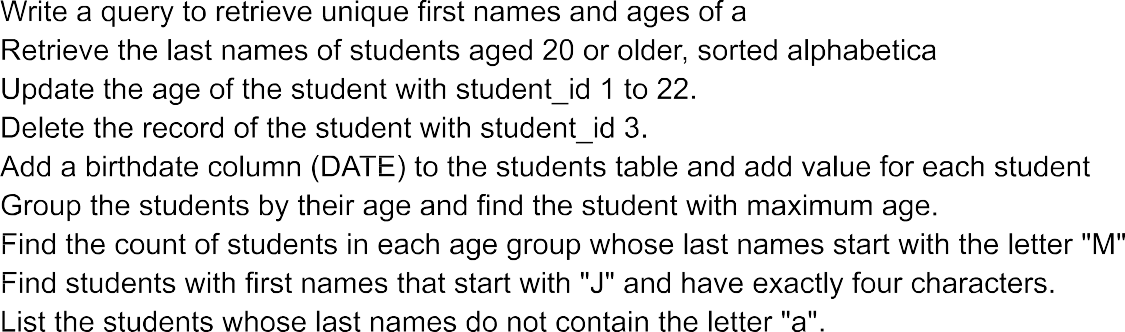 Write a query to retrieve unique first names and ages of a
Retrieve the last names of students aged 20 or older, sorted alphabetica
Update the age of the student with student_id 1 to 22.
Delete the record of the student with student_id 3.
Add a birthdate column (DATE) to the students table and add value for each student
Group the students by their age and find the student with maximum age.
Find the count of students in each age group whose last names start with the letter "M"
Find students with first names that start with "J" and have exactly four characters.
List the students whose last names do not contain the letter "a".